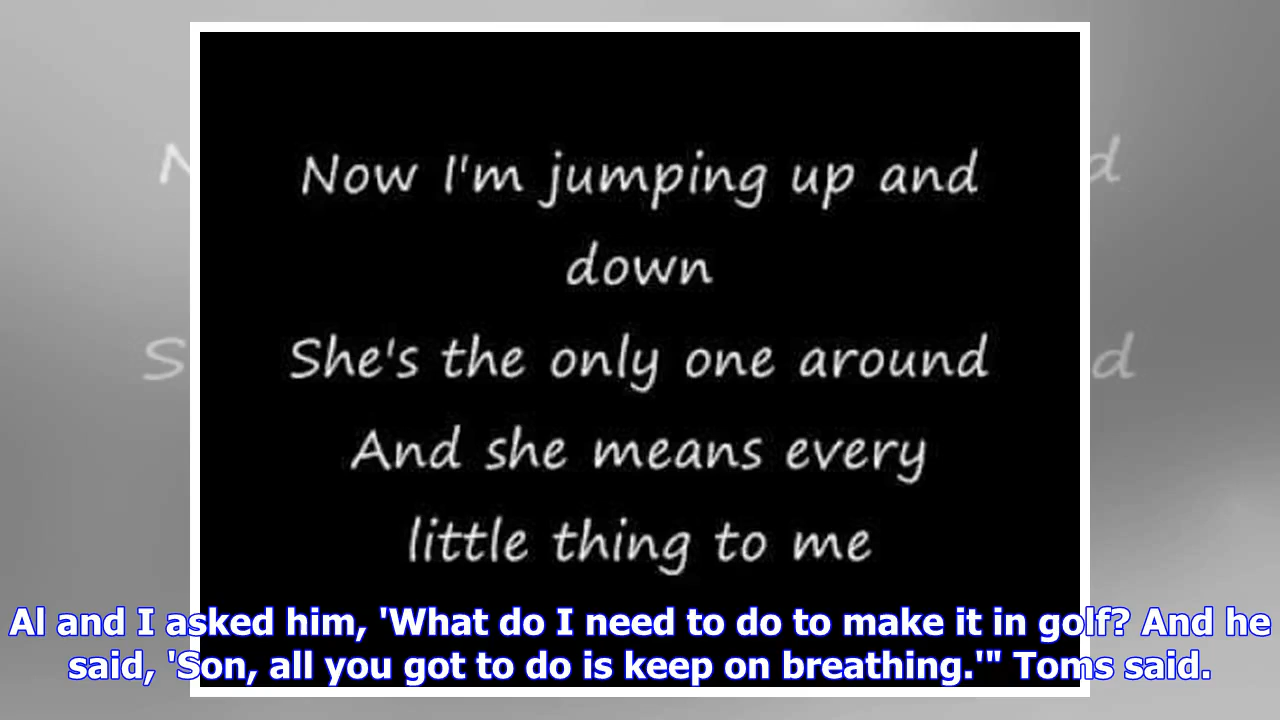 Now I'm jumping up and
down
She's the only one around
And she means every
little thing to me
Al and I asked him, 'What do I need to do to make it in golf? And he
said, 'Son, all you got to do is keep on breathing.'" Toms said.